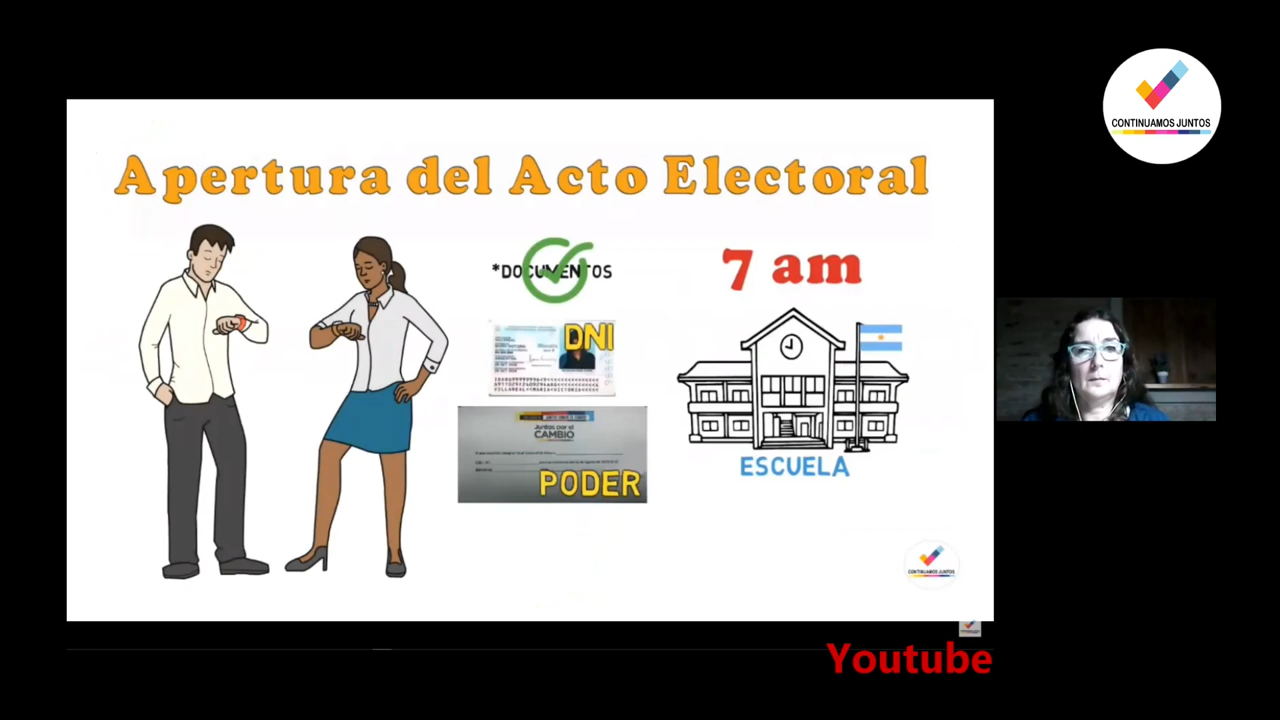 CONTINUAMOS JUNTOS
Apertura del Acto Electoral
*DOCUMENTOS
7 am
DNI
Juntos por el
CAMBIO
PODER
ESCUELA
CONTINUAMOS JUNTOS
Youtube